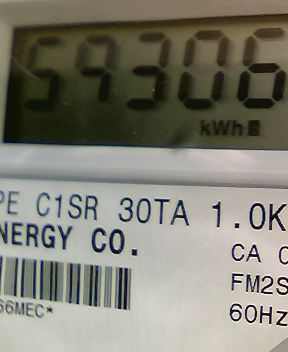 59306
kWh
PE C1SR 30TA 1.0K
NERGY CO.
CA
FM2S
66MEC*
60Hz